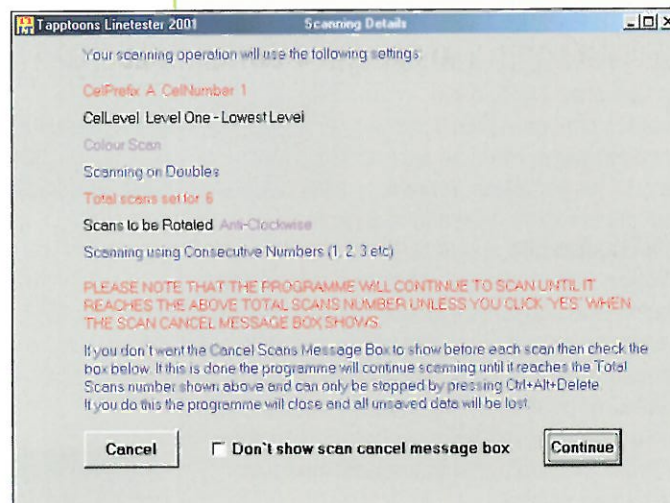 Tapptoons Linetester 2001 Scanning Details
Your scanning operation will use the following settings:
CelPrefix A CelNumber 1
CelLevel Level One - Lowest Level
Colour Scan
Scanning on Doubles
Total scans set for 6
Scans to be Rotated Anti-Clockwise
Scanning using Consecutive Numbers (1, 2, 3 etc)
PLEASE NOTE THAT THE PROGRAMME WILL CONTINUE TO SCAN UNTIL IT
REACHES THE ABOVE TOTAL SCANS NUMBER UNLESS YOU CLICK 'YES' WHEN
THE SCAN CANCEL MESSAGE BOX SHOWS.
If you don't want the Cancel Scans Message Box to show before each scan then check the
box below. If this is done the programme will continue scanning until it reaches the Total
Scans number shown above and can only be stopped by pressing Ctrl+Alt+Delete.
If you do this the programme will close and all unsaved data will be lost.
Cancel Don't show scan cancel message box Continue